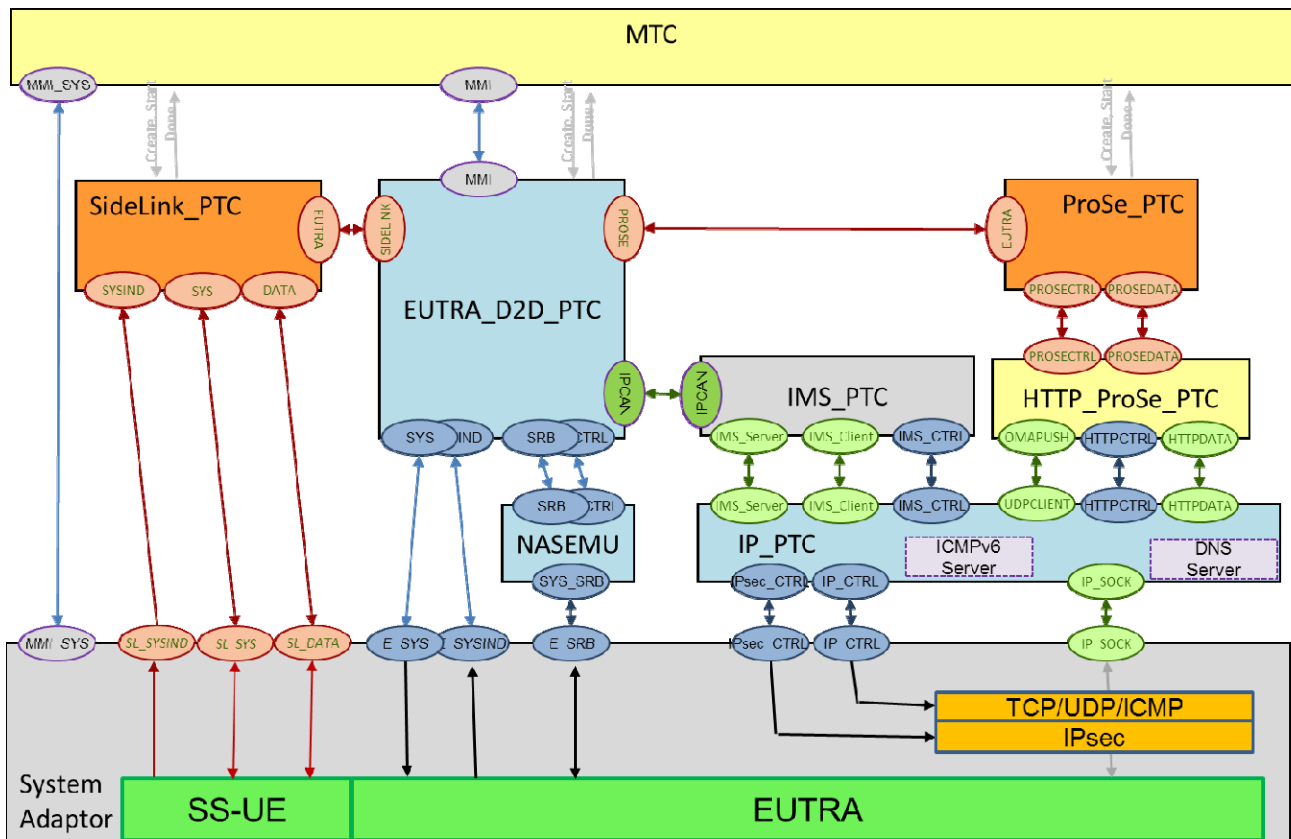 MTC
MMI_SYS
MMI
Create, Start
Done
Create, Start
Done
Create, Start
Done
MMI
SideLink_PTC
EUTRA
SIDELINK
PROSE
EUTRA
ProSe_PTC
SYSIND
SYS
DATA
EUTRA_D2D_PTC
PROSECTRL
PROSEDATA
PROSECTRL
PROSEDATA
IPCAN
IPCAN
IMS_PTC
HTTP_ProSe_PTC
SYS
IND
SRB
CTRL
IMS_Server
IMS_Client
IMS_CTRL
OMAPUSH
HTTPCTRL
HTTPDATA
SRB
CTRL
IMS_Server
IMS_Client
IMS_CTRL
UDPCLIENT
HTTPCTRL
HTTPDATA
NASEMU
IP_PTC
ICMPv6
Server
DNS
Server
SYS_SRB
IPsec_CTRL
IP_CTRL
IP_SOCK
MMI_SYS
SL_SYSIND
SL_SYS
SL_DATA
E_SYS
E_SYSIND
E_SRB
IPsec_CTRL
IP_CTRL
IP_SOCK
TCP/UDP/ICMP
IPsec
System
Adaptor
SS-UE
EUTRA